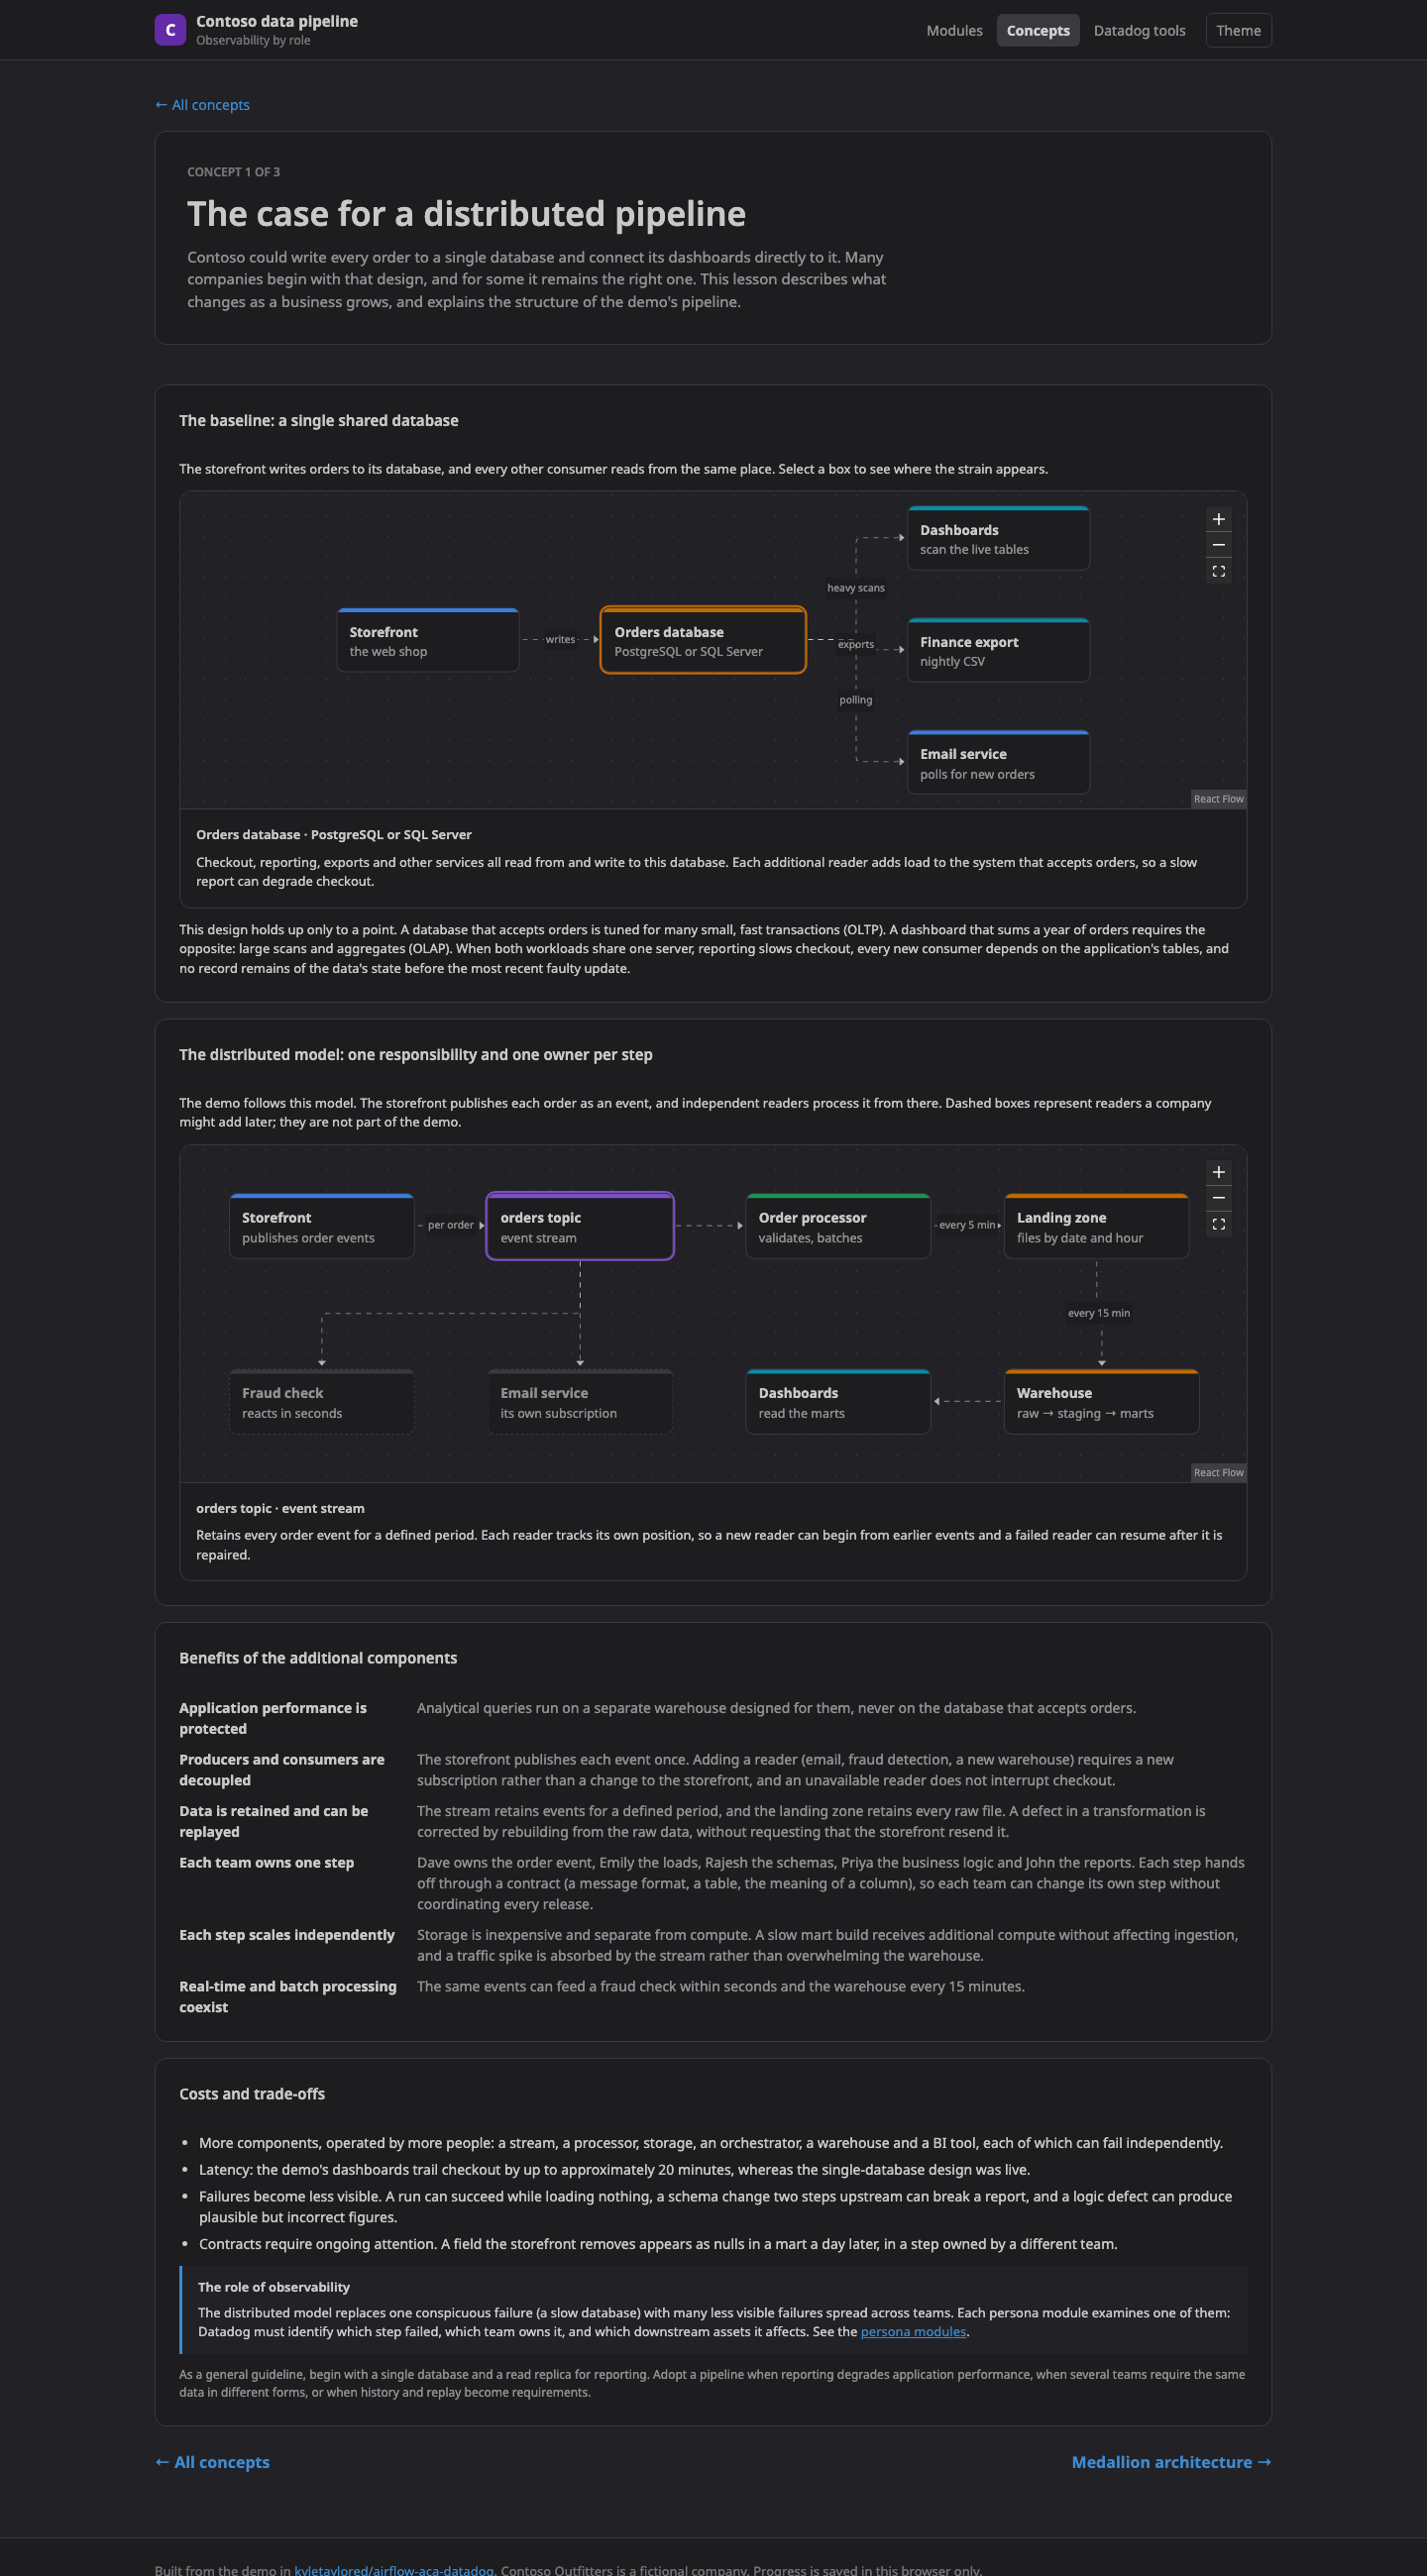 C
Contoso data pipeline
Observability by role
Modules
Concepts
Datadog tools
Theme
← All concepts
CONCEPT 1 OF 3
The case for a distributed pipeline
Contoso could write every order to a single database and connect its dashboards directly to it. Many
companies begin with that design, and for some it remains the right one. This lesson describes what
changes as a business grows, and explains the structure of the demo's pipeline.
The baseline: a single shared database
The storefront writes orders to its database, and every other consumer reads from the same place. Select a box to see where the strain appears.
Dashboards
scan the live tables
heavy scans
Storefront
the web shop
writes
Orders database
PostgreSQL or SQL Server
exports
Finance export
nightly CSV
polling
Email service
polls for new orders
React Flow
Orders database · PostgreSQL or SQL Server
Checkout, reporting, exports and other services all read from and write to this database. Each additional reader adds load to the system that accepts orders, so a slow
report can degrade checkout.
This design holds up only to a point. A database that accepts orders is tuned for many small, fast transactions (OLTP). A dashboard that sums a year of orders requires the
opposite: large scans and aggregates (OLAP). When both workloads share one server, reporting slows checkout, every new consumer depends on the application's tables, and
no record remains of the data's state before the most recent faulty update.
The distributed model: one responsibility and one owner per step
The demo follows this model. The storefront publishes each order as an event, and independent readers process it from there. Dashed boxes represent readers a company
might add later; they are not part of the demo.
Storefront
publishes order events
per order
orders topic
event stream
Order processor
validates, batches
every 5 min
Landing zone
files by date and hour
every 15 min
Fraud check
reacts in seconds
Email service
its own subscription
Dashboards
read the marts
Warehouse
raw → staging → marts
React Flow
orders topic · event stream
Retains every order event for a defined period. Each reader tracks its own position, so a new reader can begin from earlier events and a failed reader can resume after it is
repaired.
Benefits of the additional components
Application performance is
protected
Analytical queries run on a separate warehouse designed for them, never on the database that accepts orders.
Producers and consumers are
decoupled
The storefront publishes each event once. Adding a reader (email, fraud detection, a new warehouse) requires a new
subscription rather than a change to the storefront, and an unavailable reader does not interrupt checkout.
Data is retained and can be
replayed
The stream retains events for a defined period, and the landing zone retains every raw file. A defect in a transformation is
corrected by rebuilding from the raw data, without requesting that the storefront resend it.
Each team owns one step
Dave owns the order event, Emily the loads, Rajesh the schemas, Priya the business logic and John the reports. Each step hands
off through a contract (a message format, a table, the meaning of a column), so each team can change its own step without
coordinating every release.
Each step scales independently
Storage is inexpensive and separate from compute. A slow mart build receives additional compute without affecting ingestion,
and a traffic spike is absorbed by the stream rather than overwhelming the warehouse.
Real-time and batch processing
coexist
The same events can feed a fraud check within seconds and the warehouse every 15 minutes.
Costs and trade-offs
• More components, operated by more people: a stream, a processor, storage, an orchestrator, a warehouse and a BI tool, each of which can fail independently.
• Latency: the demo's dashboards trail checkout by up to approximately 20 minutes, whereas the single-database design was live.
• Failures become less visible. A run can succeed while loading nothing, a schema change two steps upstream can break a report, and a logic defect can produce
plausible but incorrect figures.
• Contracts require ongoing attention. A field the storefront removes appears as nulls in a mart a day later, in a step owned by a different team.
The role of observability
The distributed model replaces one conspicuous failure (a slow database) with many less visible failures spread across teams. Each persona module examines one of them:
Datadog must identify which step failed, which team owns it, and which downstream assets it affects. See the persona modules.
As a general guideline, begin with a single database and a read replica for reporting. Adopt a pipeline when reporting degrades application performance, when several teams require the same
data in different forms, or when history and replay become requirements.
← All concepts
Medallion architecture →
Built from the demo in kyletaylored/airflow-aca-datadog. Contoso Outfitters is a fictional company. Progress is saved in this browser only.